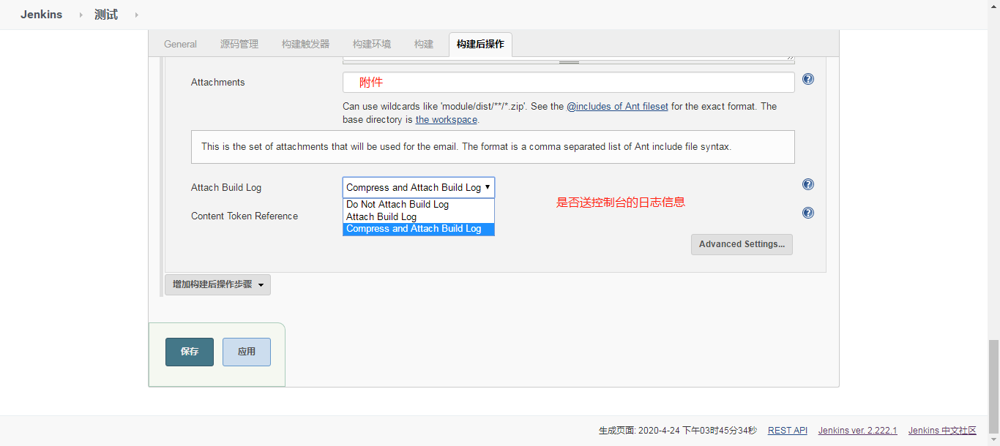 Jenkins 测试
General 源码管理 构建触发器 构建环境 构建 构建后操作
Attachments 附件
Can use wildcards like 'module/dist/**/*.zip'. See the @includes of Ant fileset for the exact format. The
base directory is the workspace.
This is the set of attachments that will be used for the email. The format is a comma separated list of Ant include file syntax.
Attach Build Log Compress and Attach Build Log
是否送控制台的日志信息
Do Not Attach Build Log
Content Token Reference Attach Build Log
Compress and Attach Build Log
Advanced Settings...
增加构建后操作步骤
保存 应用
生成页面: 2020-4-24 下午03时45分34秒 REST API Jenkins ver. 2.222.1 Jenkins 中文社区